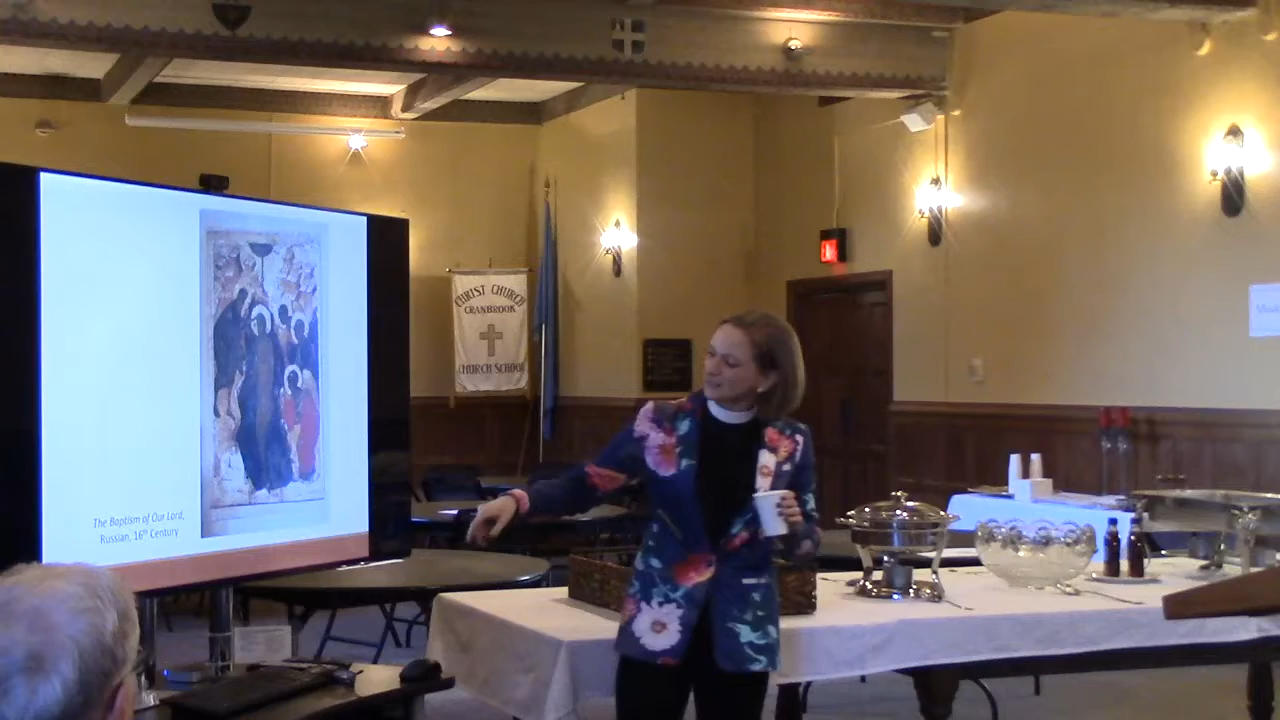 The Baptism of Our Lord,
Russian, 16th Century
CHRIST CHURCH
CRANBROOK
CHURCH SCHOOL